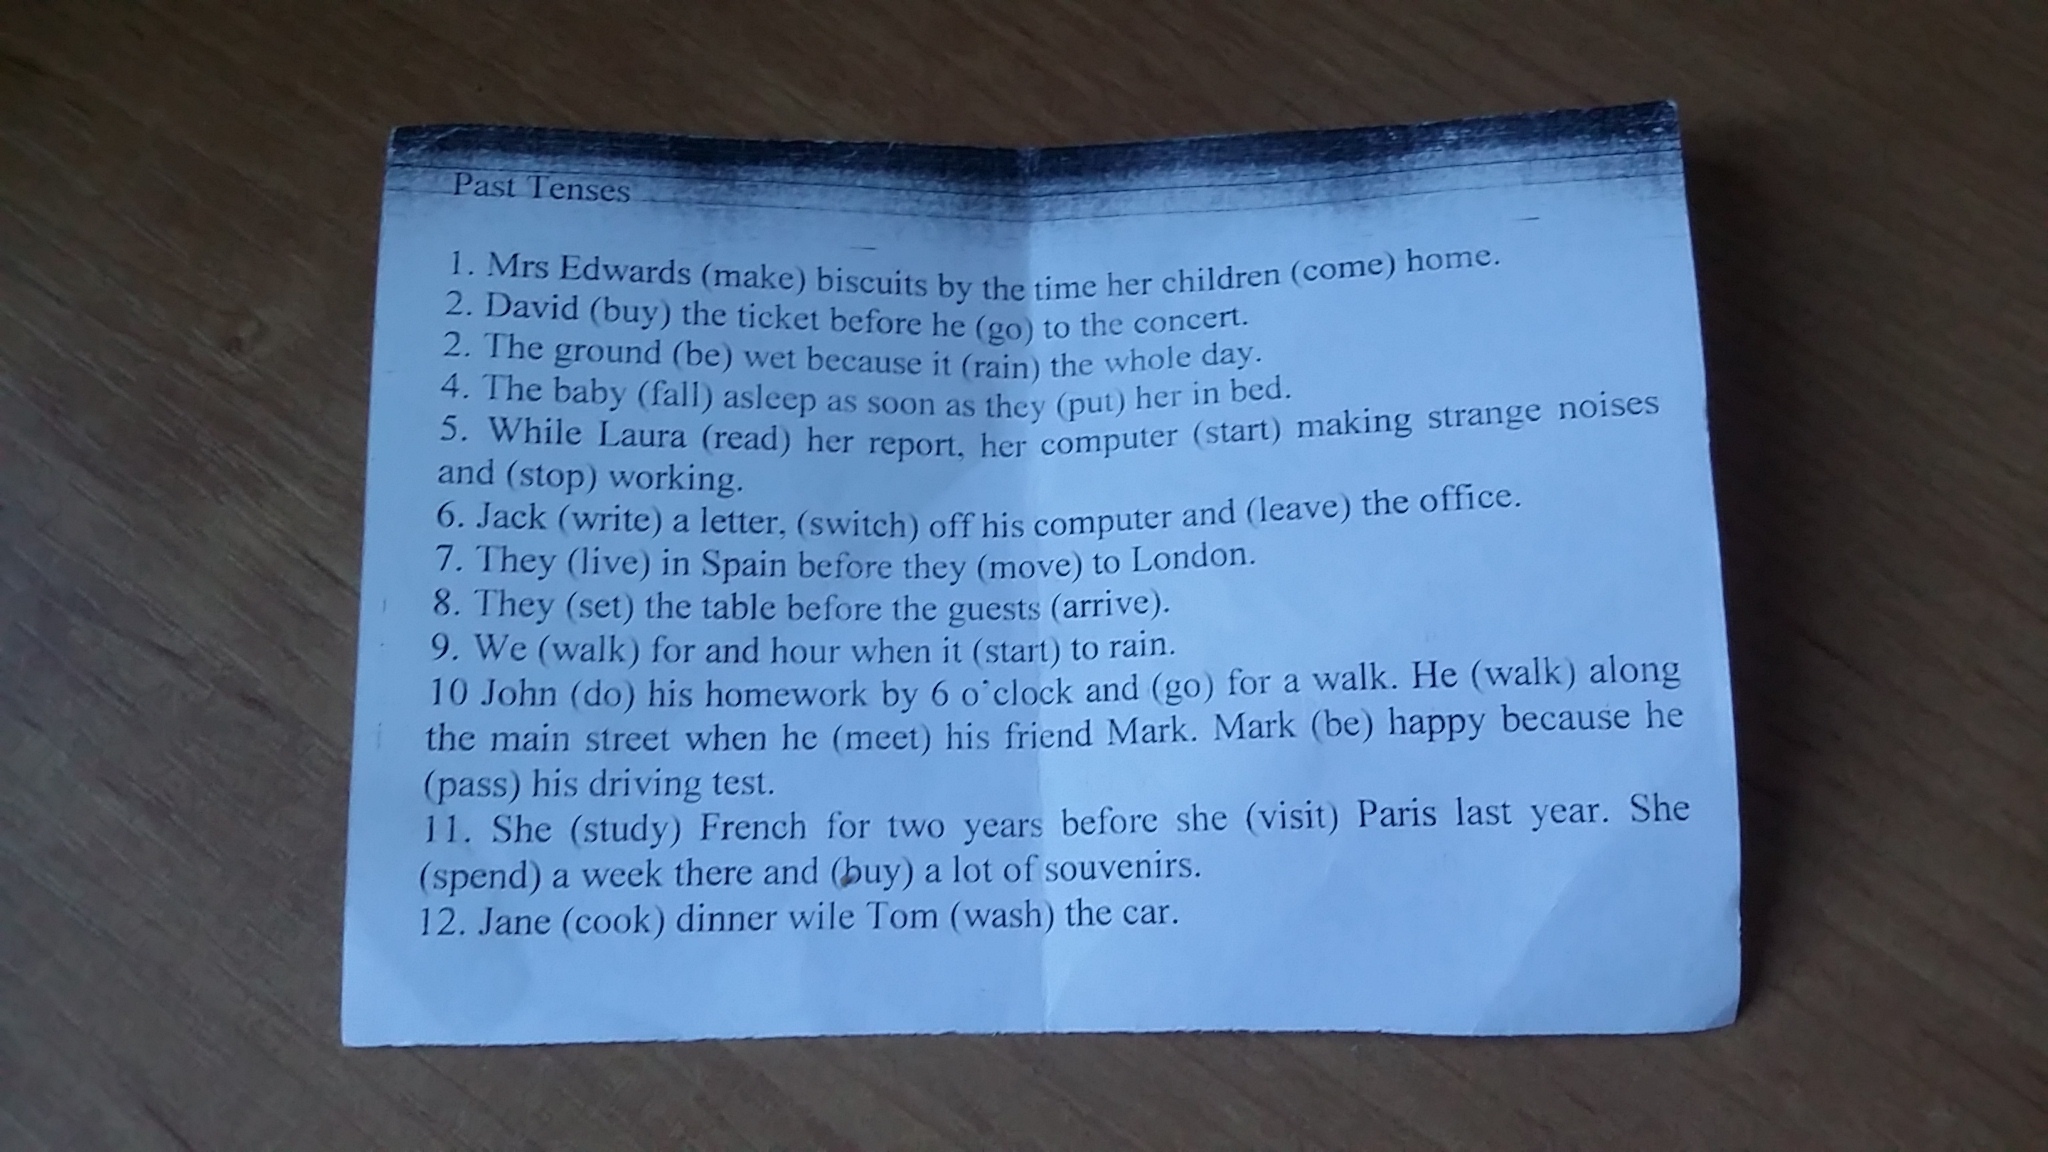 Past Tenses
1. Mrs Edwards (make) biscuits by the time her children (come) home.
2. David (buy) the ticket before he (go) to the concert.
2. The ground (be) wet because it (rain) the whole day.
4. The baby (fall) asleep as soon as they (put) her in bed.
5. While Laura (read) her report, her computer (start) making strange noises
and (stop) working.
6. Jack (write) a letter, (switch) off his computer and (leave) the office.
7. They (live) in Spain before they (move) to London.
8. They (set) the table before the guests (arrive).
9. We (walk) for and hour when it (start) to rain.
10 John (do) his homework by 6 o'clock and (go) for a walk. He (walk) along
the main street when he (meet) his friend Mark. Mark (be) happy because he
(pass) his driving test.
11. She (study) French for two years before she (visit) Paris last year. She
(spend) a week there and (buy) a lot of souvenirs.
12. Jane (cook) dinner wile Tom (wash) the car.